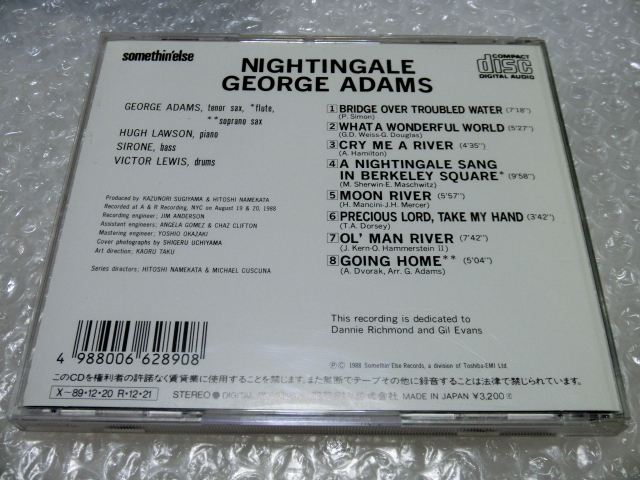 somethin'else
NIGHTINGALE
GEORGE ADAMS
COMPACT
disc
DIGITAL AUDIO
GEORGE ADAMS, tenor sax, *flute,
**soprano sax
HUGH LAWSON, piano
SIRONE, bass
VICTOR LEWIS, drums
Produced by KAZUNORI SUGIYAMA & HITOSHI NAMEKATA
Recorded at A & R Recording, NYC on August 19 & 20, 1988
Recording engineer; JIM ANDERSON
Assistant engineers; ANGELA GOMEZ & CHAZ CLIFTON
Mastering engineer; YOSHIO OKAZAKI
Cover photographs by SHIGERU UCHIYAMA
Art direction; KAORU TAKU
Series directors; HITOSHI NAMEKATA & MICHAEL CUSCUNA
1 BRIDGE OVER TROUBLED WATER (7'18")
(P. Simon)
2 WHAT A WONDERFUL WORLD (5'27")
(G.D. Weiss-G. Douglas)
3 CRY ME A RIVER (4'35")
(A. Hamilton)
4 A NIGHTINGALE SANG
IN BERKELEY SQUARE* (9'58")
(M. Sherwin-E. Maschwitz)
5 MOON RIVER (5'57")
(H. Mancini-J.H. Mercer)
6 PRECIOUS LORD, TAKE MY HAND (3'42")
(T.A. Dorsey)
7 OL' MAN RIVER (7'42")
(J. Kern-O. Hammerstein II)
8 GOING HOME** (5'04")
(A. Dvorak, Arr. G. Adams)
This recording is dedicated to
Dannie Richmond and Gil Evans
4 988006 628908
Ⓟ© 1988 Somethin' Else Records, a division of Toshiba-EMI Ltd.
このCDを権利者の許諾なく賃貸業に使用することを禁じます。また無断でテープその他に録音することは法律で禁じられています。
X-89・12・20 R・12・21 STEREO MADE IN JAPAN ¥3,200